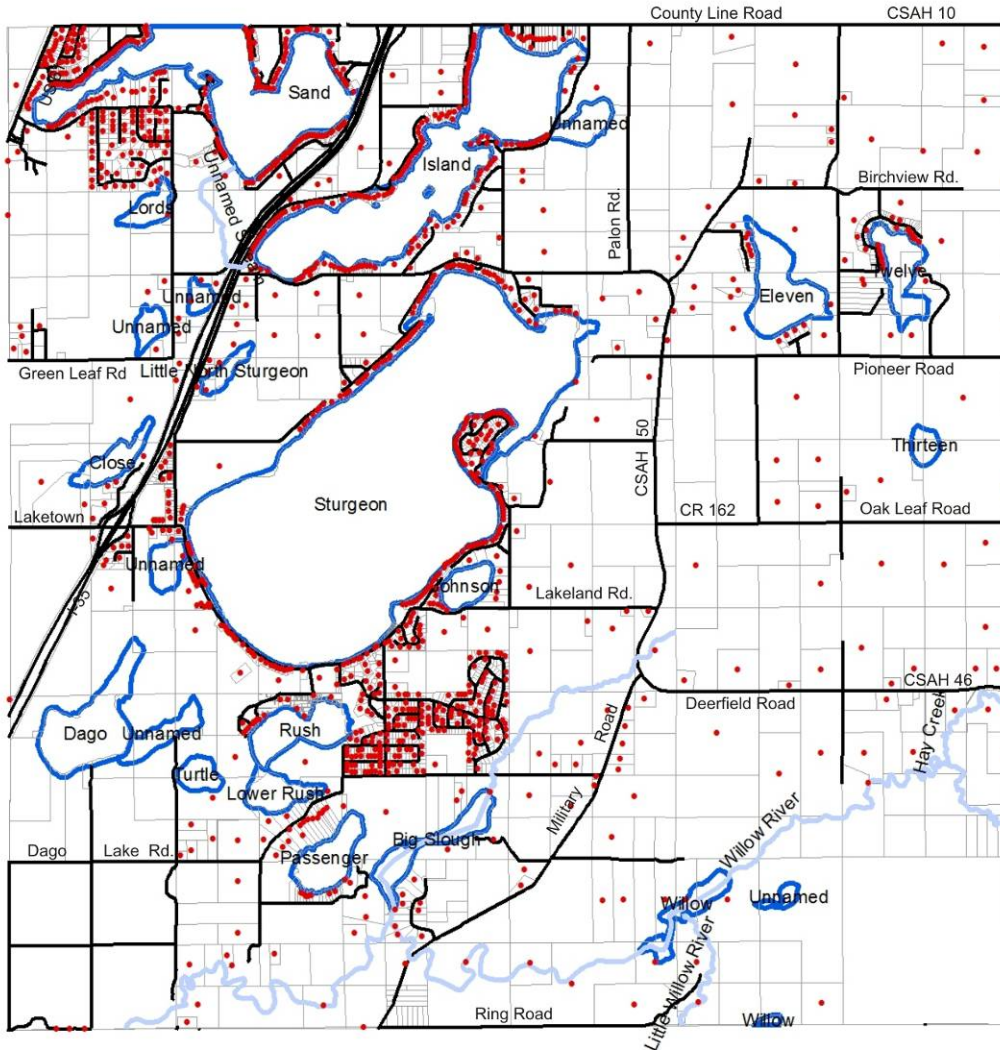 County Line Road
CSAH 10
US 61
Sand
Unnamed
Island
Unnamed Stream
Birchview Rd.
Lords
Palon Rd.
Twelve
Unnamed
Eleven
Unnamed
Green Leaf Rd
Little North Sturgeon
Pioneer Road
CSAH 50
Thirteen
Close
Sturgeon
Laketown
CR 162
Oak Leaf Road
Unnamed
Johnson
Lakeland Rd.
I-35
CSAH 46
Deerfield Road
Dago
Unnamed
Rush
Road
Hay Creek
Turtle
Lower Rush
Military
Big Slough
Willow River
Dago
Lake Rd.
Passenger
Unnamed
Willow
Little Willow River
Ring Road
Willow